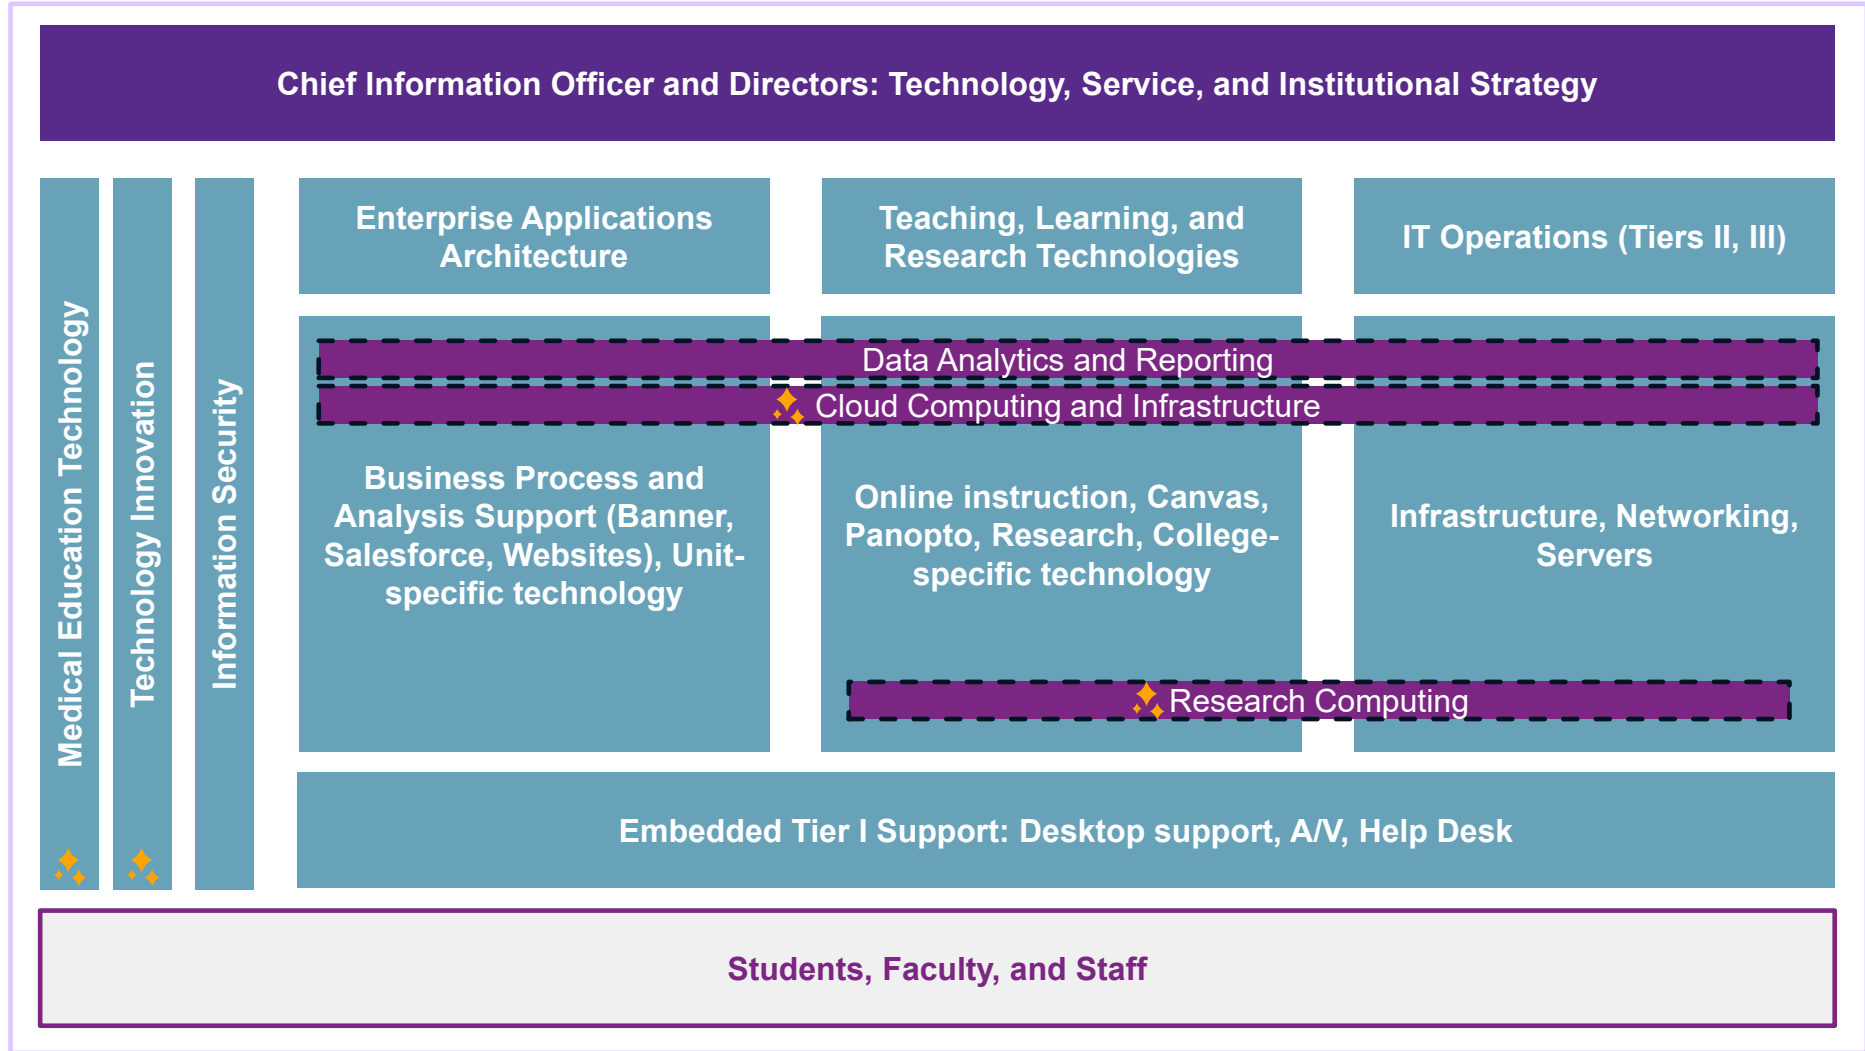 Chief Information Officer and Directors: Technology, Service, and Institutional Strategy
Medical Education Technology
Technology Innovation
Information Security
Enterprise Applications
Architecture
Teaching, Learning, and
Research Technologies
IT Operations (Tiers II, III)
Data Analytics and Reporting
Cloud Computing and Infrastructure
Business Process and
Analysis Support (Banner,
Salesforce, Websites), Unit-
specific technology
Online instruction, Canvas,
Panopto, Research, College-
specific technology
Infrastructure, Networking,
Servers
Research Computing
Embedded Tier I Support: Desktop support, A/V, Help Desk
Students, Faculty, and Staff